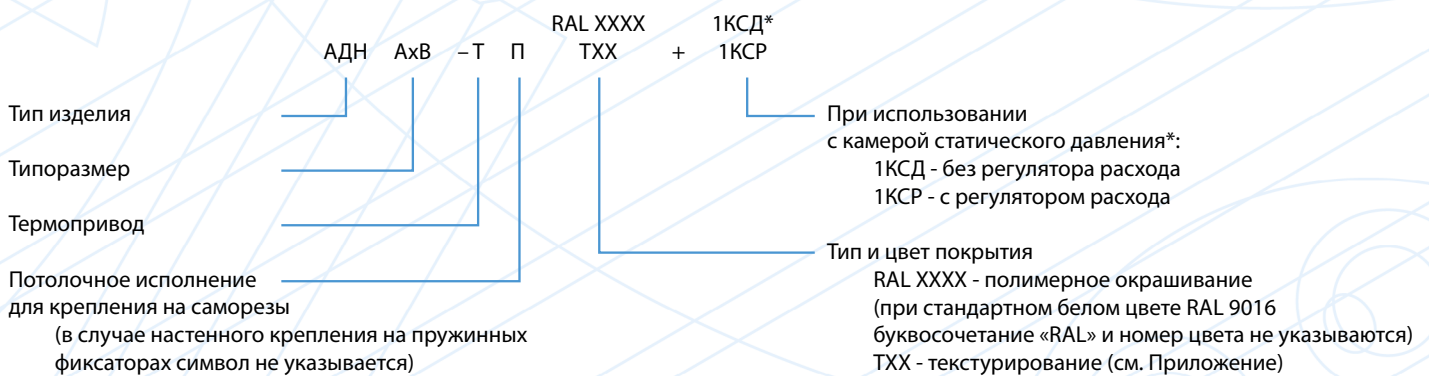 RAL XXXX 1КСД*
АДН АхВ – Т П ТХХ + 1КСР
Тип изделия
Типоразмер
Термопривод
Потолочное исполнение
для крепления на саморезы
(в случае настенного крепления на пружинных
фиксаторах символ не указывается)
При использовании
с камерой статического давления*:
1КСД - без регулятора расхода
1КСР - с регулятором расхода
Тип и цвет покрытия
RAL XXXX - полимерное окрашивание
(при стандартном белом цвете RAL 9016
буквосочетание «RAL» и номер цвета не указываются)
ТХХ - текстурирование (см. Приложение)